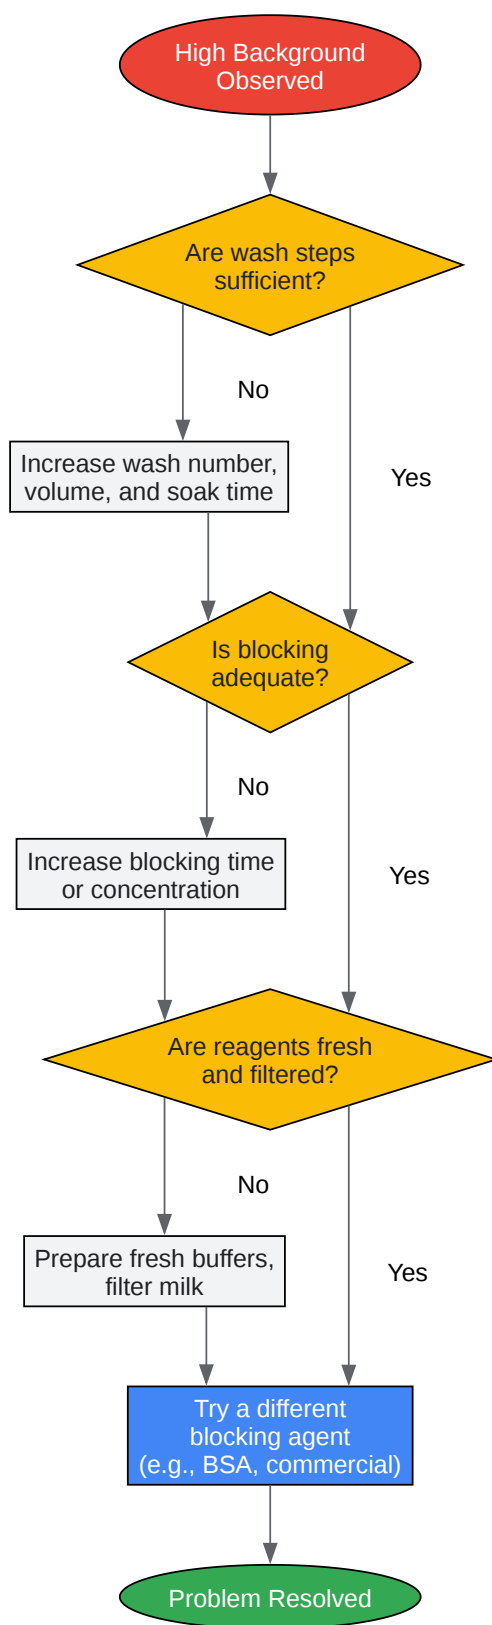 High Background
Observed
Are wash steps
sufficient?
No
Increase wash number,
volume, and soak time
Yes
Is blocking
adequate?
No
Increase blocking time
or concentration
Yes
Are reagents fresh
and filtered?
No
Prepare fresh buffers,
filter milk
Yes
Try a different
blocking agent
(e.g., BSA, commercial)
Problem Resolved